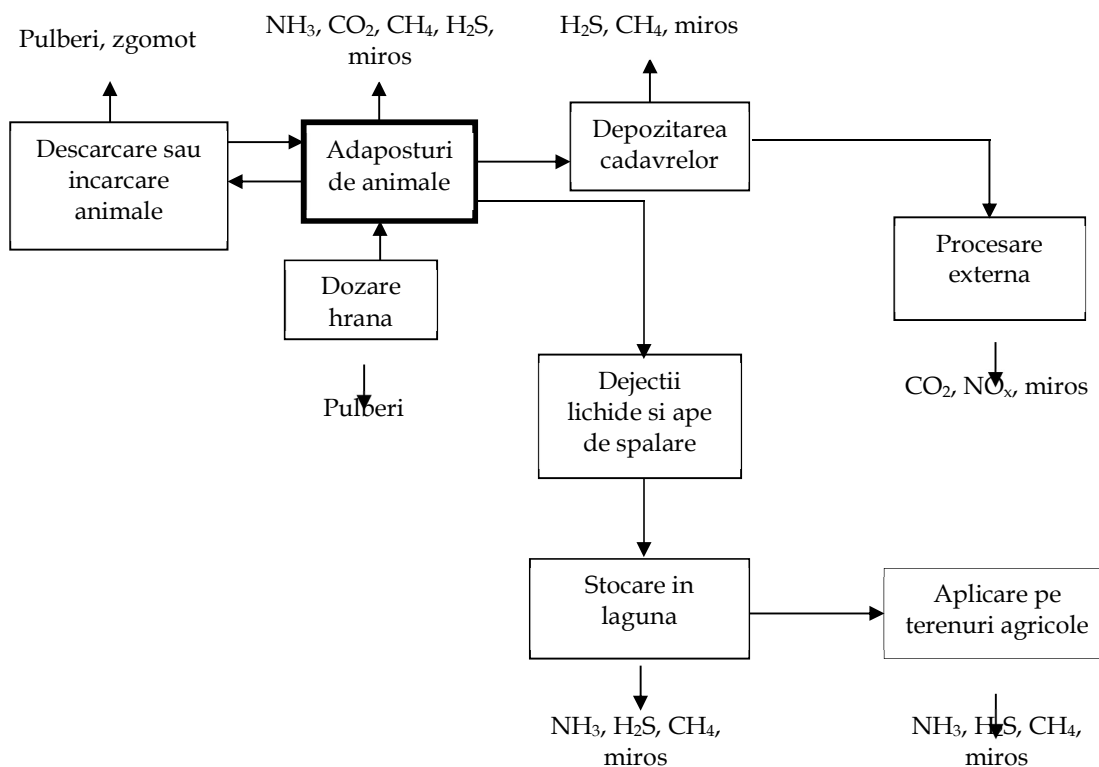 Pulberi, zgomot
NH₃, CO₂, CH₄, H₂S,
miros
H₂S, CH₄, miros
Descarcare sau
incarcare
animale
Adaposturi
de animale
Depozitarea
cadavrelor
Procesare
externa
Dozare
hrana
Pulberi
CO₂, NOₓ, miros
Dejectii
lichide si ape
de spalare
Stocare in
laguna
Aplicare pe
terenuri agricole
NH₃, H₂S, CH₄,
miros
NH₃, H₂S, CH₄,
miros